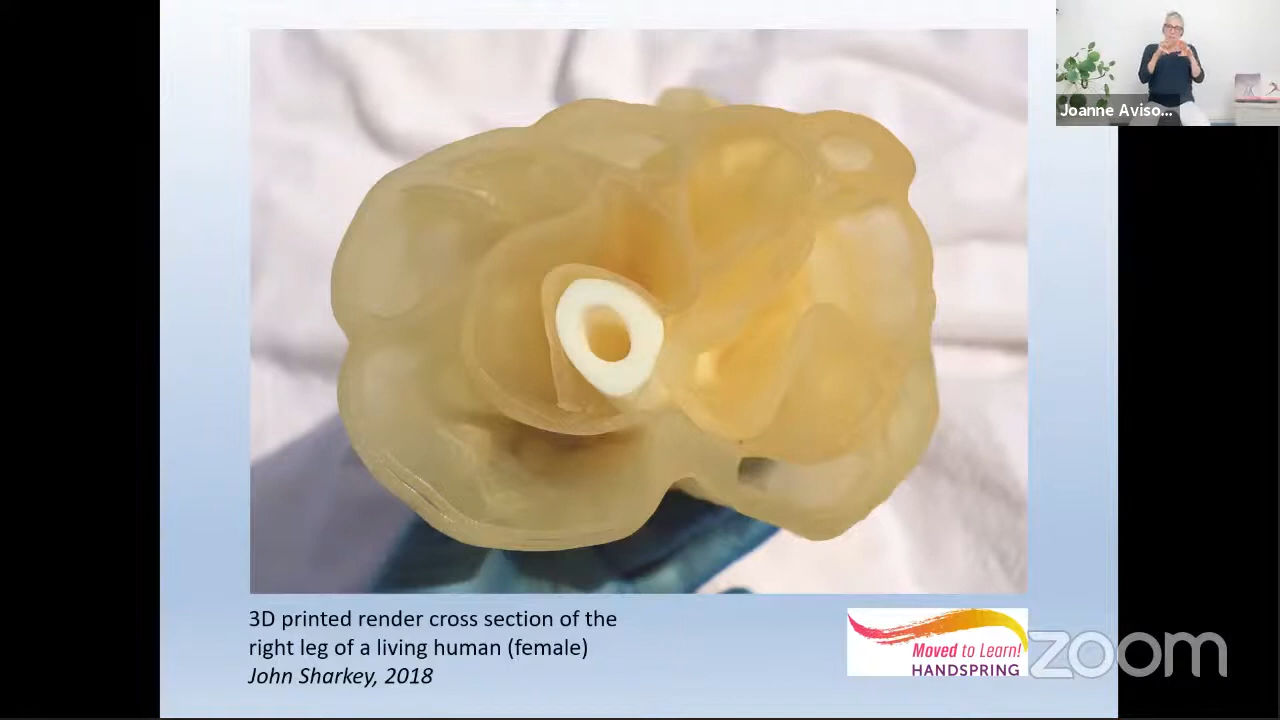 Joanne Aviso...
3D printed render cross section of the
right leg of a living human (female)
John Sharkey, 2018
Moved to Learn!
HANDSPRING
zoom